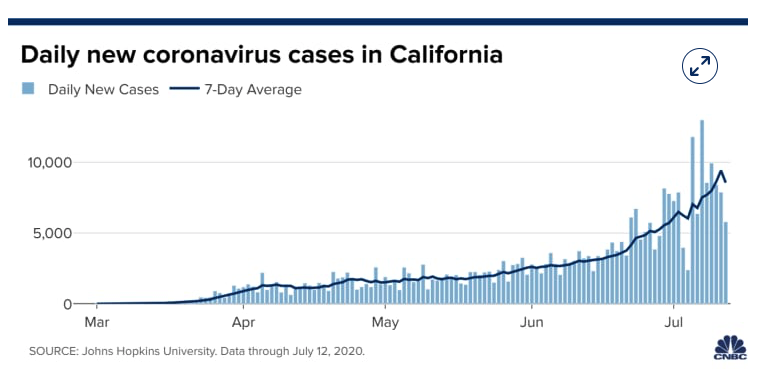 Daily new coronavirus cases in California
Daily New Cases 7-Day Average
10,000
5,000
0
Mar Apr May Jun Jul
SOURCE: Johns Hopkins University. Data through July 12, 2020.
CNBC